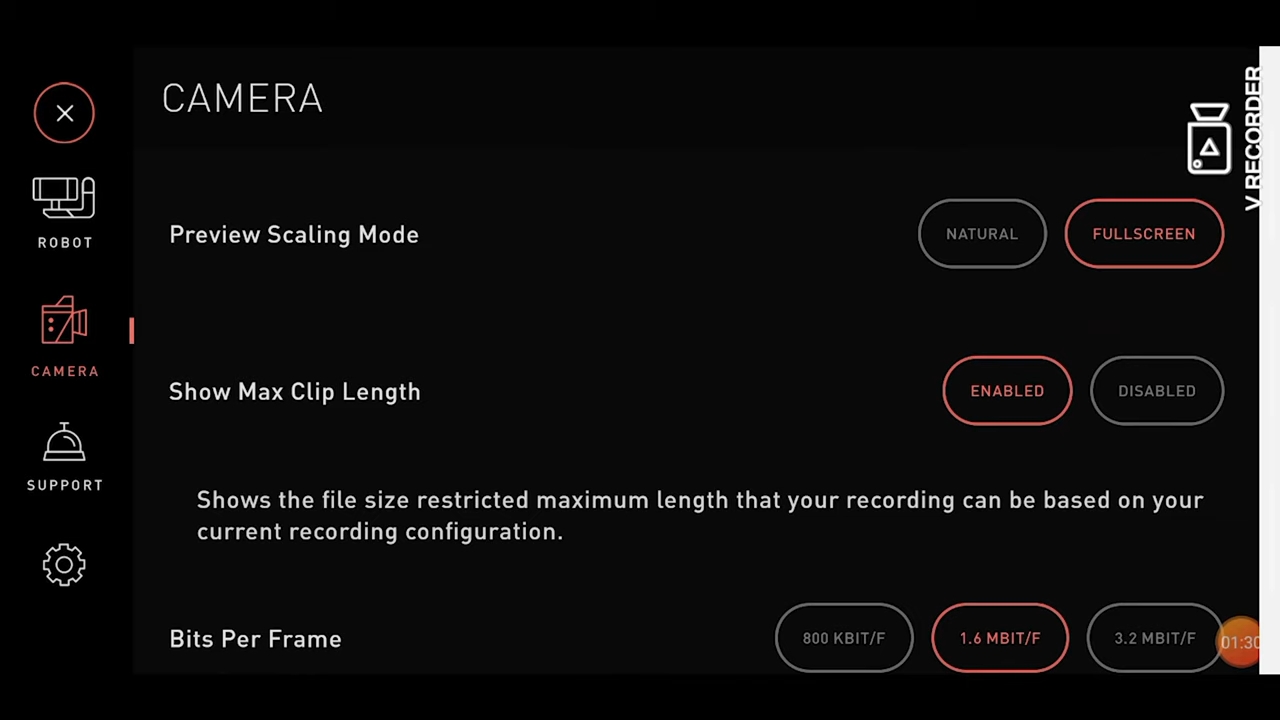 CAMERA
V RECORDER
ROBOT
Preview Scaling Mode
NATURAL
FULLSCREEN
CAMERA
Show Max Clip Length
ENABLED
DISABLED
SUPPORT
Shows the file size restricted maximum length that your recording can be based on your
current recording configuration.
Bits Per Frame
800 KBIT/F
1.6 MBIT/F
3.2 MBIT/F
01:30